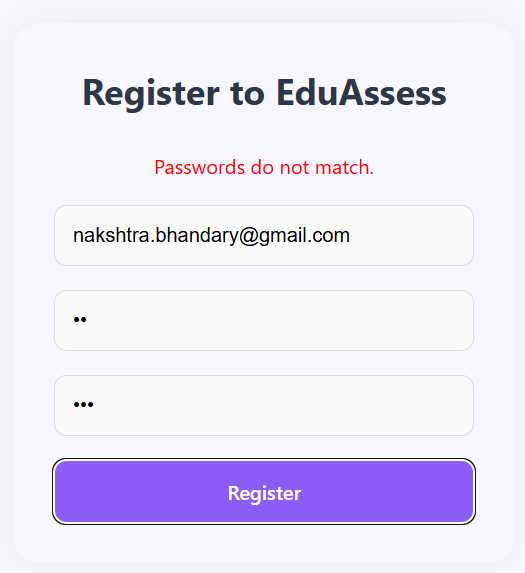 Register to EduAssess
Passwords do not match.
nakshtra.bhandary@gmail.com
••
•••
Register